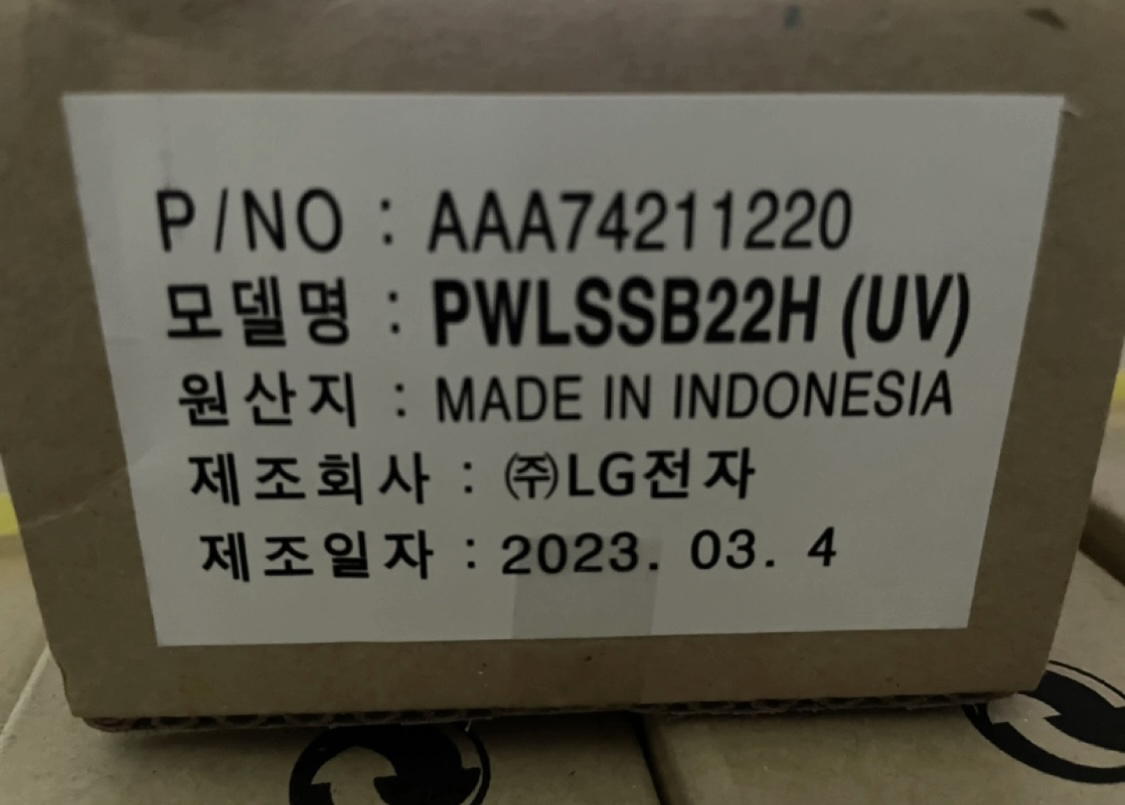 P/NO : AAA74211220
모델명 : PWLSSB22H (UV)
원산지 : MADE IN INDONESIA
제조회사 : ㈜LG전자
제조일자 : 2023. 03. 4